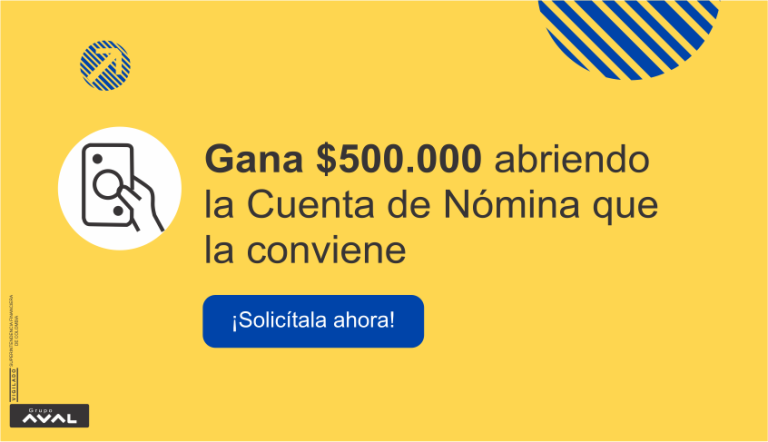 Gana $500.000 abriendo
la Cuenta de Nómina que
la conviene
¡Solicítala ahora!
VIGILADO
SUPERINTENDENCIA FINANCIERA
DE COLOMBIA
Grupo
AVAL